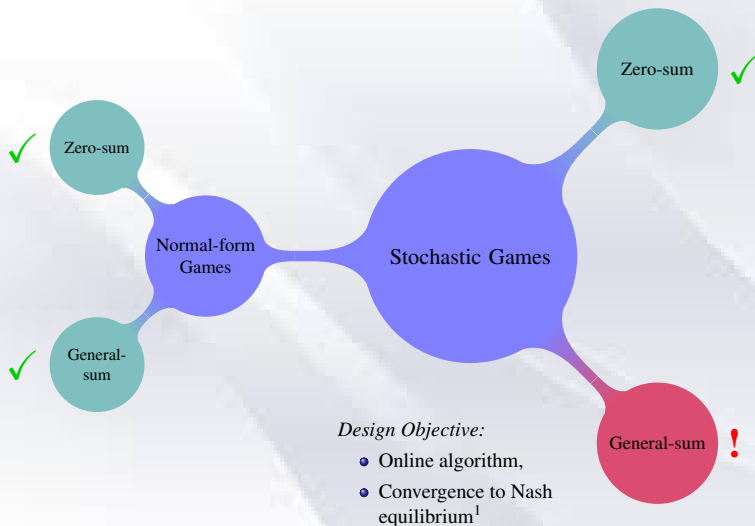 Zero-sum
Zero-sum
Normal-form
Games
Stochastic Games
General-
sum
General-sum
!
Design Objective:
Online algorithm,
Convergence to Nash
equilibrium1